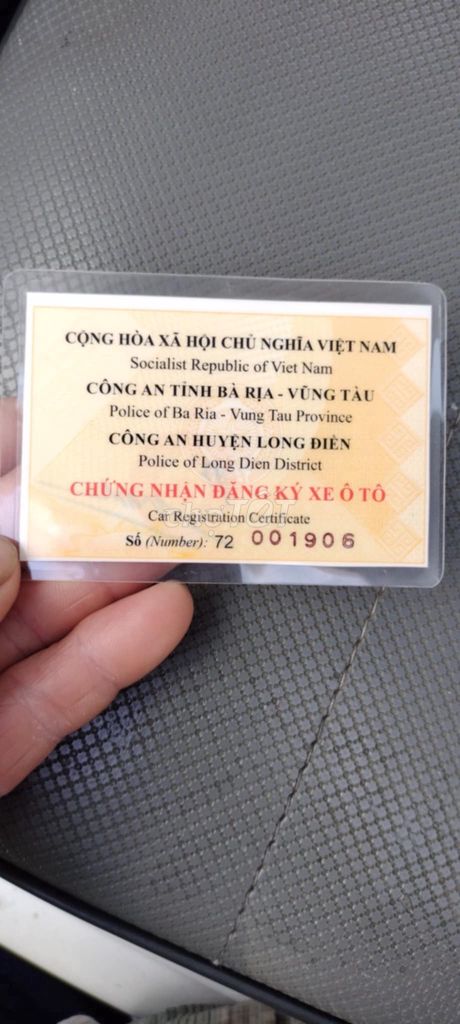 CỘNG HÒA XÃ HỘI CHỦ NGHĨA VIỆT NAM
Socialist Republic of Viet Nam
CÔNG AN TỈNH BÀ RỊA - VŨNG TÀU
Police of Ba Ria - Vung Tau Province
CÔNG AN HUYỆN LONG ĐIỀN
Police of Long Dien District
CHỨNG NHẬN ĐĂNG KÝ XE Ô TÔ
chợTỐT
Car Registration Certificate
Số (Number): 72 001906